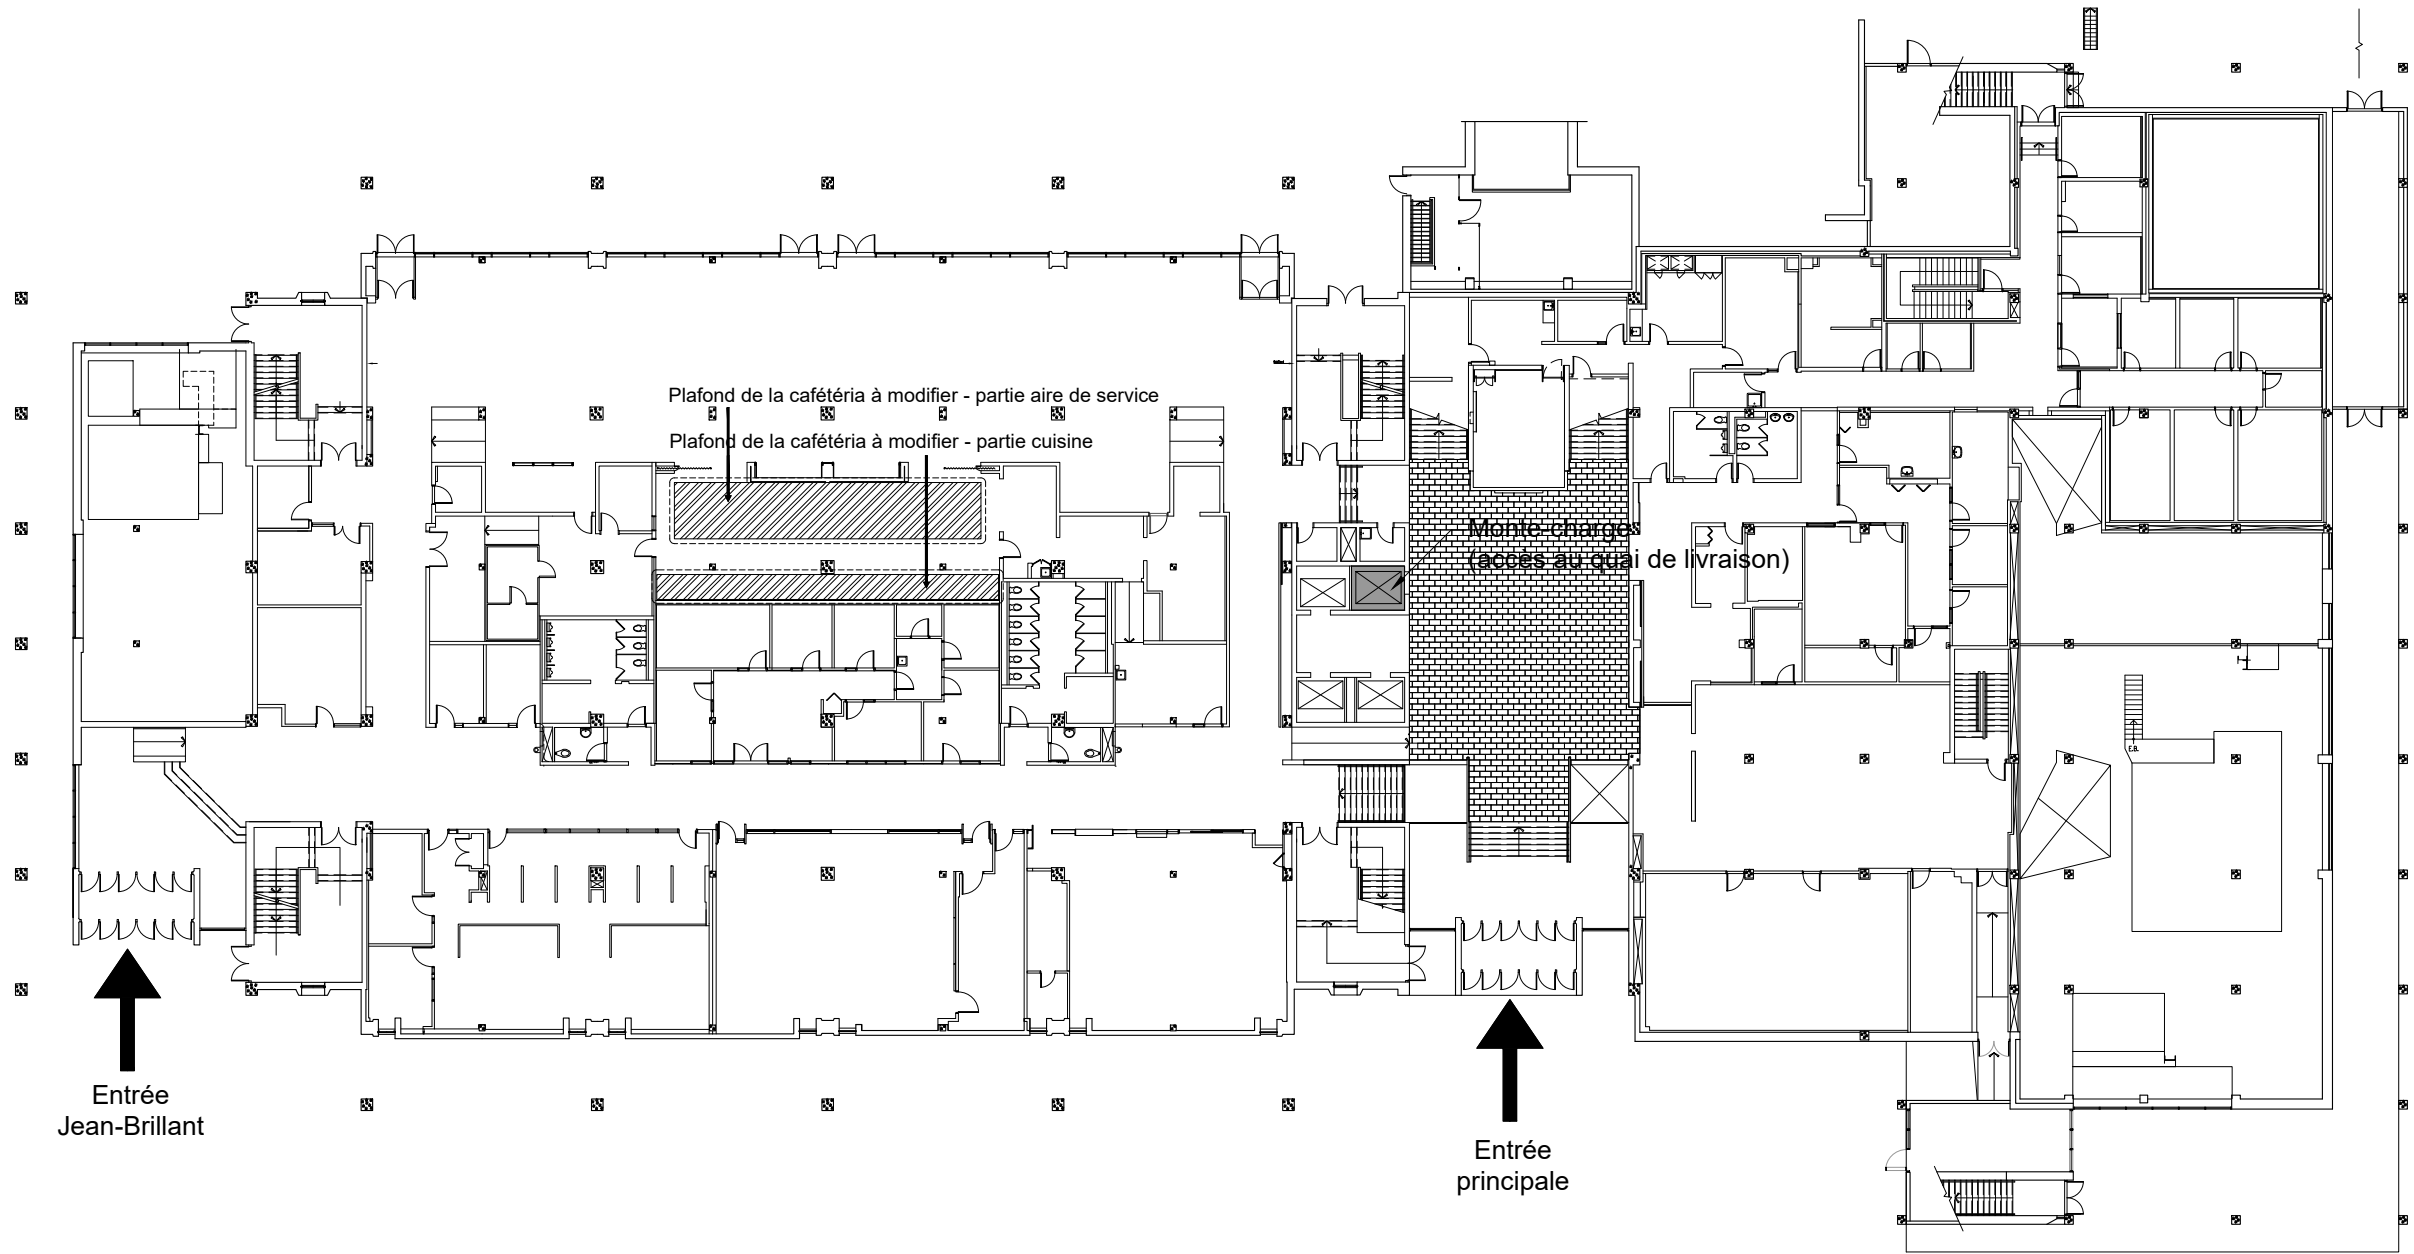 Plafond de la cafétéria à modifier - partie aire de service
Plafond de la cafétéria à modifier - partie cuisine
Monte-charge
(accès au quai de livraison)
E.B.
Entrée
Jean-Brillant
Entrée
principale